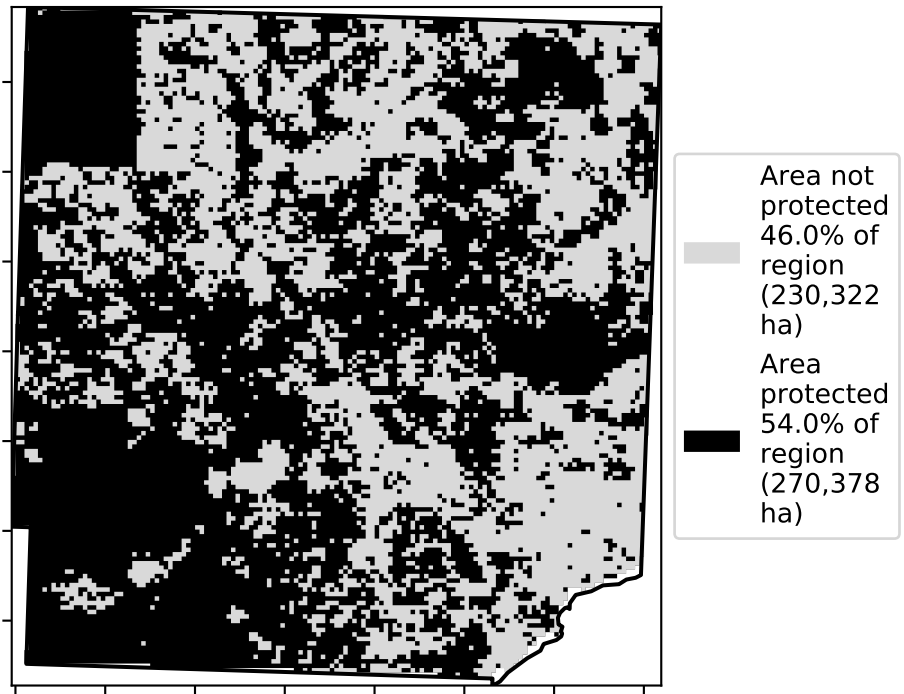 Area not
protected
46.0% of
region
(230,322
ha)
Area
protected
54.0% of
region
(270,378
ha)